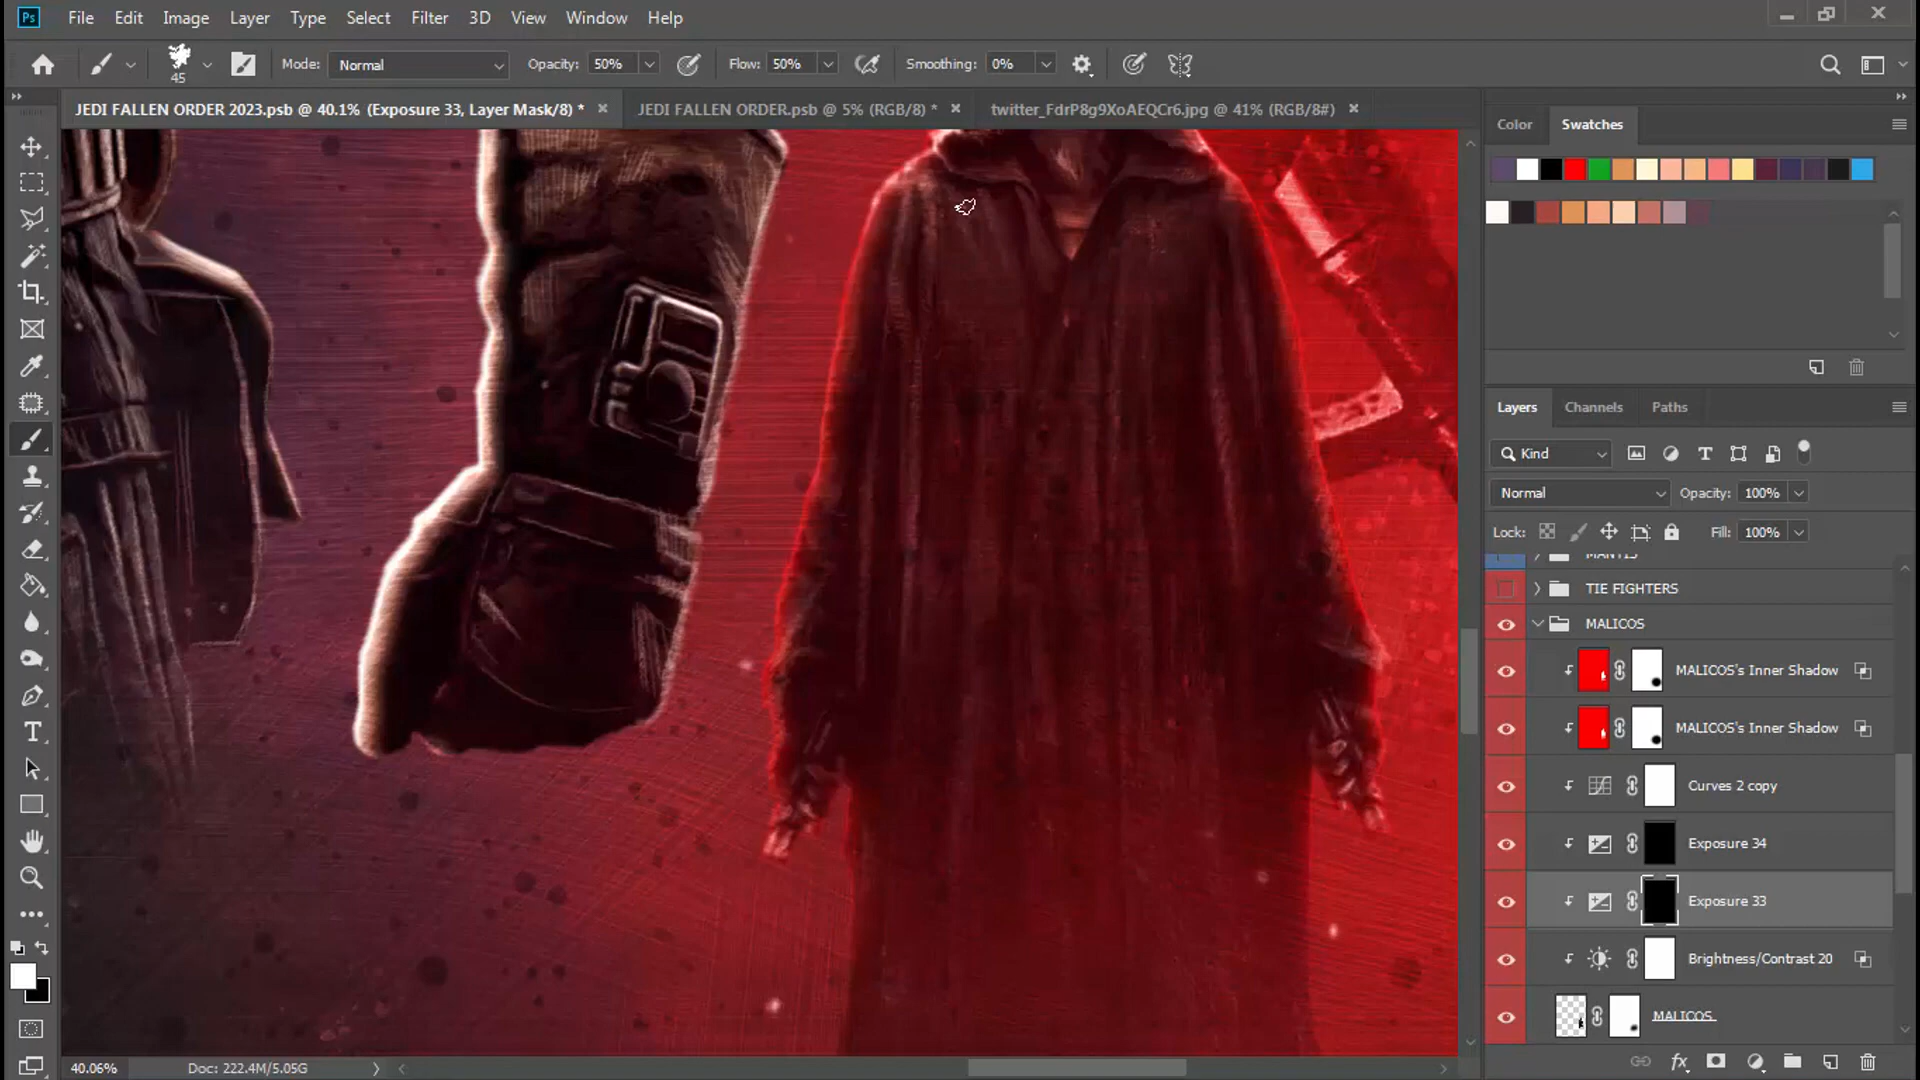 Ps File Edit Image Layer Type Select Filter 3D View Window Help
45 Mode: Normal Opacity: 50% Flow: 50% Smoothing: 0%
JEDI FALLEN ORDER 2023.psb @ 40.1% (Exposure 33, Layer Mask/8) * JEDI FALLEN ORDER.psb @ 5% (RGB/8) * twitter_FdrP8g9XoAEQCr6.jpg @ 41% (RGB/8#)
Color Swatches
Layers Channels Paths
Kind
Normal Opacity: 100%
Lock: Fill: 100%
MANTIS
TIE FIGHTERS
MALICOS
MALICOS's Inner Shadow
MALICOS's Inner Shadow
Curves 2 copy
Exposure 34
Exposure 33
Brightness/Contrast 20
MALICOS
40.06% Doc: 222.4M/5.05G